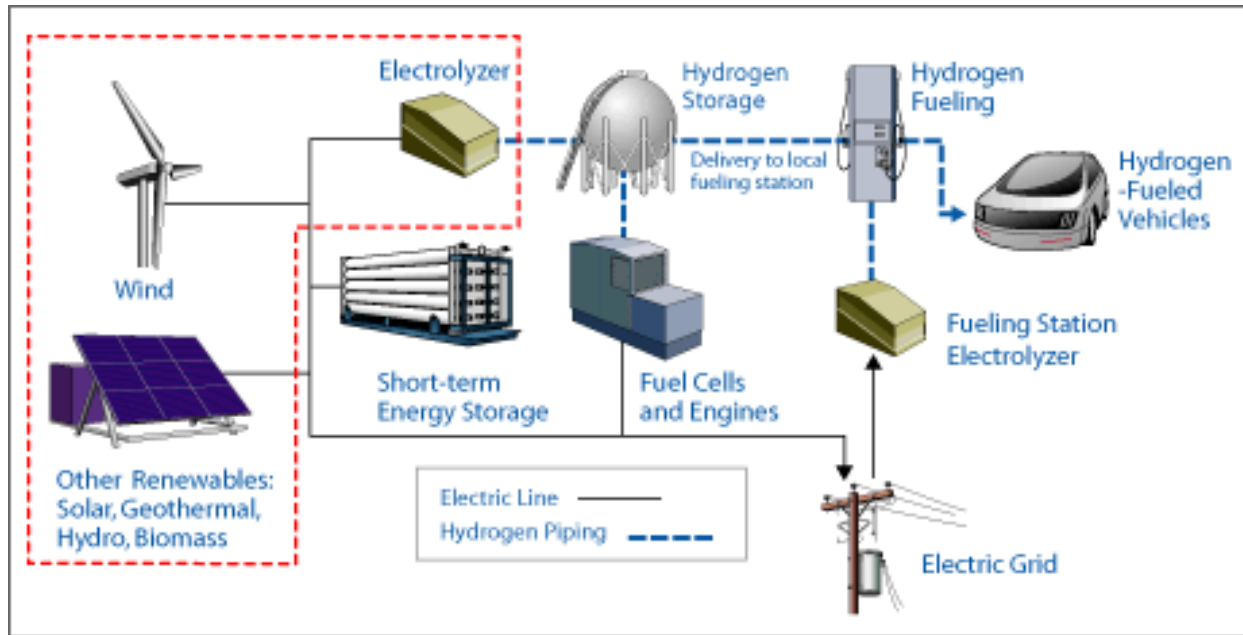 Electrolyzer
Hydrogen
Storage
Hydrogen
Fueling
Delivery to local
fueling station
Hydrogen
-Fueled
Vehicles
Wind
Short-term
Energy Storage
Fuel Cells
and Engines
Fueling Station
Electrolyzer
Other Renewables:
Solar, Geothermal,
Hydro, Biomass
Electric Line
Hydrogen Piping
Electric Grid